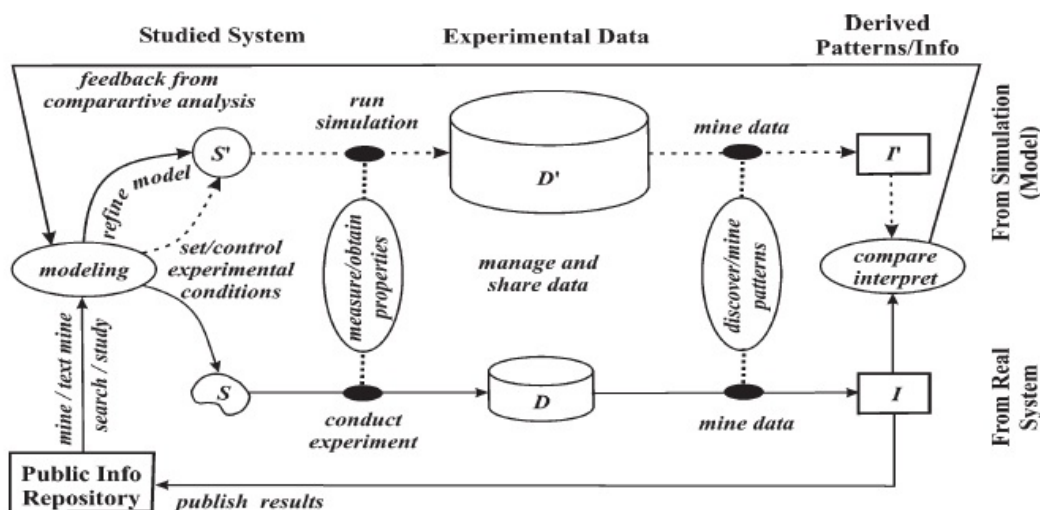 Studied System
Experimental Data
Derived
Patterns/Info
feedback from
comparartive analysis
run
simulation
mine data
S'
D'
I'
From Simulation
(Model)
refine model
set/control
experimental
conditions
modeling
measure/obtain
properties
manage and
share data
discover/mine
patterns
compare
interpret
mine / text mine
search / study
S
D
I
conduct
experiment
mine data
From Real
System
Public Info
Repository
publish results